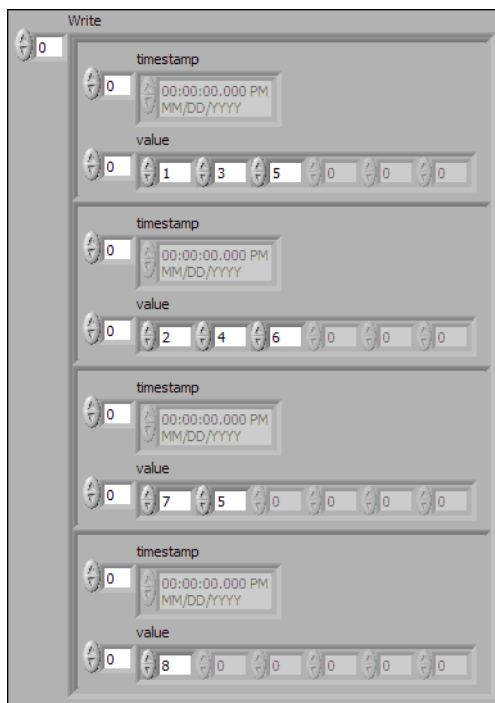 Write
0
timestamp
0 00:00:00.000 PM
MM/DD/YYYY
value
0 1 3 5 0 0 0
timestamp
0 00:00:00.000 PM
MM/DD/YYYY
value
0 2 4 6 0 0 0
timestamp
0 00:00:00.000 PM
MM/DD/YYYY
value
0 7 5 0 0 0 0
timestamp
0 00:00:00.000 PM
MM/DD/YYYY
value
0 8 0 0 0 0 0